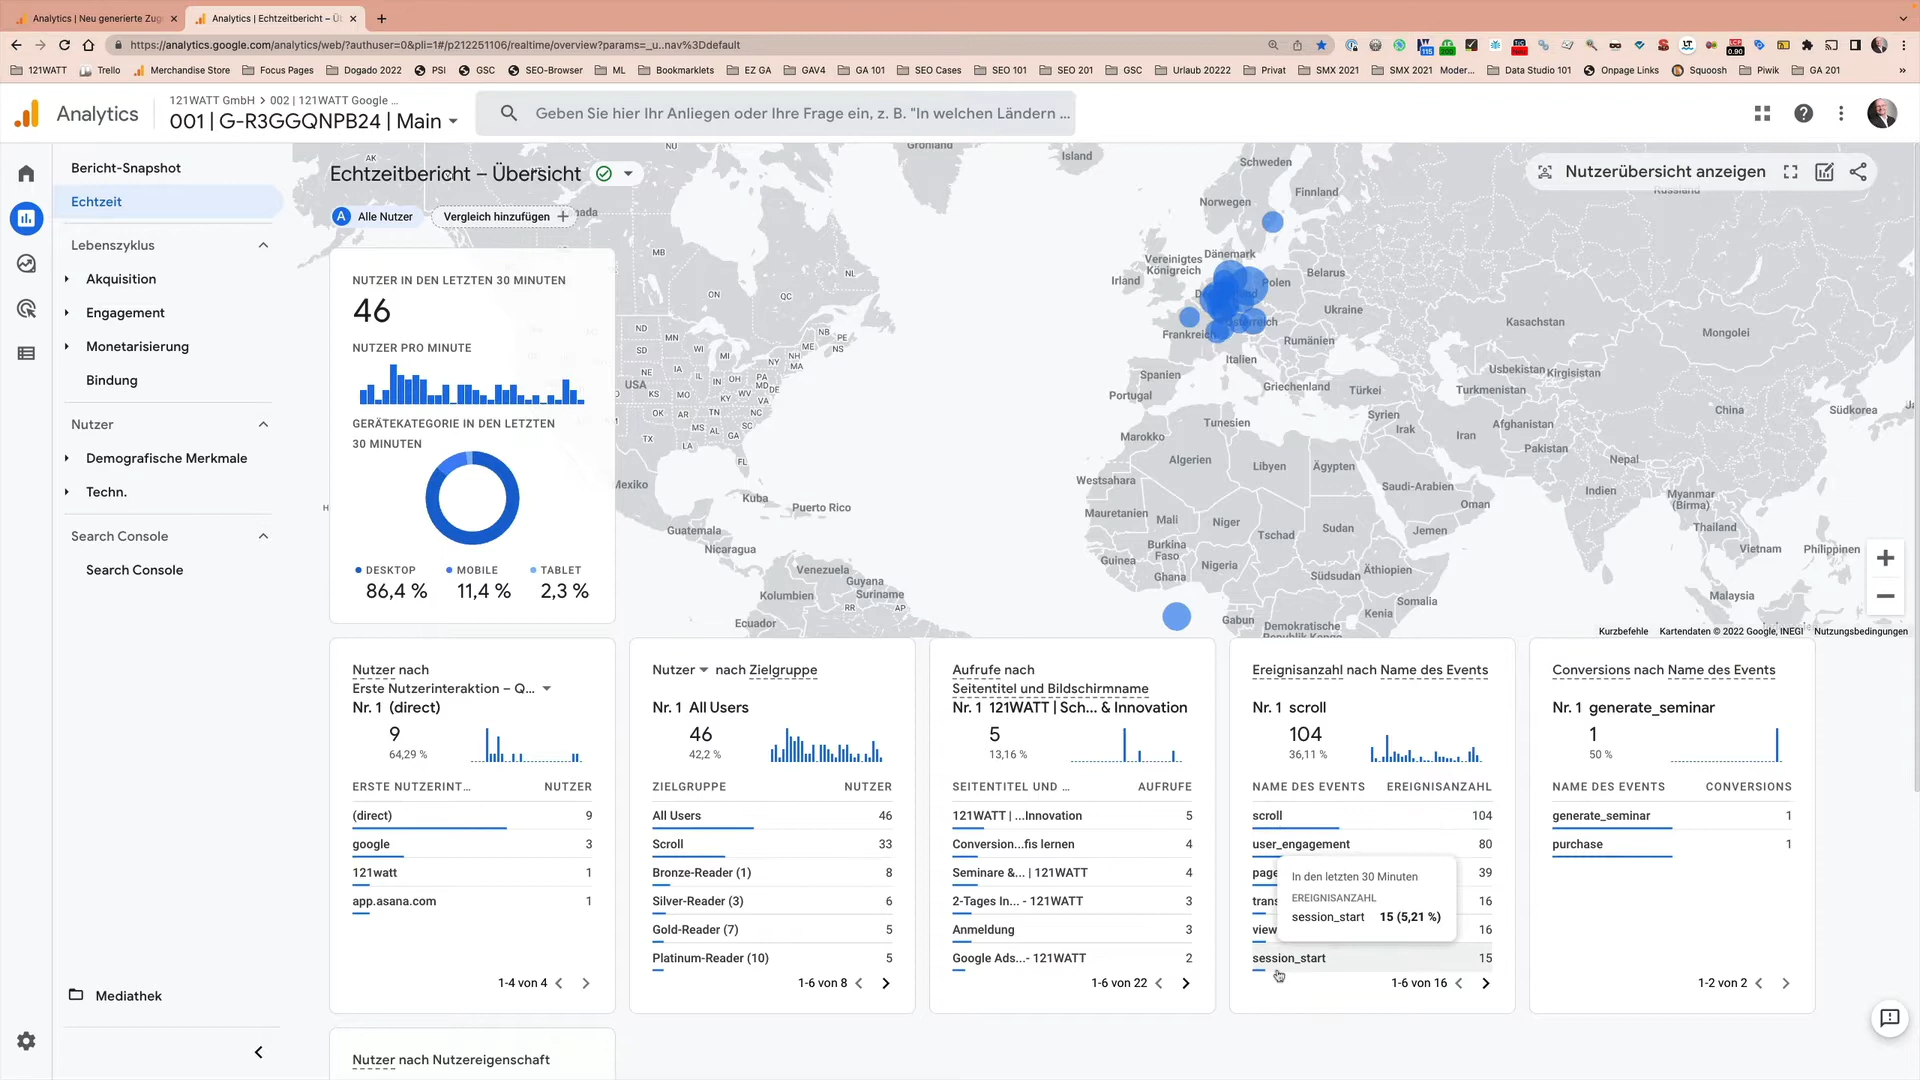 Analytics | Neu generierte Zug
Analytics | Echtzeitbericht – Ü
https://analytics.google.com/analytics/web/?authuser=0&pli=1#/p212251106/realtime/overview?params=_u..nav%3Ddefault
121WATT
Trello
Merchandise Store
Focus Pages
Dogado 2022
PSI
GSC
SEO-Browser
ML
Bookmarklets
EZ GA
GAV4
GA 101
SEO Cases
SEO 101
SEO 201
GSC
Urlaub 20222
Privat
SMX 2021
SMX 2021 Moder...
Data Studio 101
Onpage Links
Squoosh
Piwik
GA 201
Analytics
121WATT GmbH > 002 | 121WATT Google ...
001 | G-R3GGQNPB24 | Main
Geben Sie hier Ihr Anliegen oder Ihre Frage ein, z. B. "In welchen Ländern ...
Bericht-Snapshot
Echtzeit
Lebenszyklus
Akquisition
Engagement
Monetarisierung
Bindung
Nutzer
Demografische Merkmale
Techn.
Search Console
Search Console
Mediathek
Echtzeitbericht – Übersicht
Nutzerübersicht anzeigen
A Alle Nutzer
Vergleich hinzufügen +
NUTZER IN DEN LETZTEN 30 MINUTEN
46
NUTZER PRO MINUTE
GERÄTEKATEGORIE IN DEN LETZTEN
30 MINUTEN
DESKTOP
MOBILE
TABLET
86,4 %
11,4 %
2,3 %
AK
NU
Grönland
Island
Schweden
Finnland
Norwegen
Russland
Dänemark
Vereinigtes
Königreich
Irland
Belarus
Polen
Ukraine
Österreich
Frankreich
Rumänien
Italien
Spanien
Portugal
Griechenland
Türkei
Kasachstan
Mongolei
Usbekistan
Kirgisistan
Turkmenistan
China
Südkorea
Syrien
Irak
Iran
Afghanistan
Pakistan
Nepal
Indien
Myanmar
(Birma)
Thailand
Vietnam
Philippinen
Malaysia
Tunesien
Marokko
Algerien
Libyen
Ägypten
Saudi-Arabien
Oman
Jemen
Westsahara
Mauretanien
Mali
Niger
Tschad
Sudan
Burkina
Faso
Guinea
Ghana
Nigeria
Südsudan
Äthiopien
Somalia
Kenia
Gabun
Demokratische
Republik Kongo
MB
ON
QC
NL
NB
PE
NS
ND
MN
SD
WI
MI
NH
MA
NE
IA
PA
IL
IN
OH
MD
DE
USA
KS
MO
KY
WV
VA
OK
AR
TN
NC
SC
MS
AL
GA
TX
LA
FL
Mexiko
Kuba
Puerto Rico
Guatemala
Nicaragua
Venezuela
Guyana
Suriname
Kolumbien
RR
AP
Ecuador
Kurzbefehle
Kartendaten © 2022 Google, INEGI
Nutzungsbedingungen
Nutzer nach
Erste Nutzerinteraktion – Q...
Nr. 1 (direct)
9
64,29 %
ERSTE NUTZERINT... NUTZER
(direct) 9
google 3
121watt 1
app.asana.com 1
1-4 von 4
Nutzer nach Zielgruppe
Nr. 1 All Users
46
42,2 %
ZIELGRUPPE NUTZER
All Users 46
Scroll 33
Bronze-Reader (1) 8
Silver-Reader (3) 6
Gold-Reader (7) 5
Platinum-Reader (10) 5
1-6 von 8
Aufrufe nach
Seitentitel und Bildschirmname
Nr. 1 121WATT | Sch... & Innovation
5
13,16 %
SEITENTITEL UND ... AUFRUFE
121WATT | ...Innovation 5
Conversion...fis lernen 4
Seminare &... | 121WATT 4
2-Tages In... - 121WATT 3
Anmeldung 3
Google Ads...- 121WATT 2
1-6 von 22
Ereignisanzahl nach Name des Events
Nr. 1 scroll
104
36,11 %
NAME DES EVENTS EREIGNISANZAHL
scroll 104
user_engagement 80
page 39
trans 16
view 16
session_start 15
In den letzten 30 Minuten
EREIGNISANZAHL
session_start 15 (5,21 %)
1-6 von 16
Conversions nach Name des Events
Nr. 1 generate_seminar
1
50 %
NAME DES EVENTS CONVERSIONS
generate_seminar 1
purchase 1
1-2 von 2
Nutzer nach Nutzereigenschaft